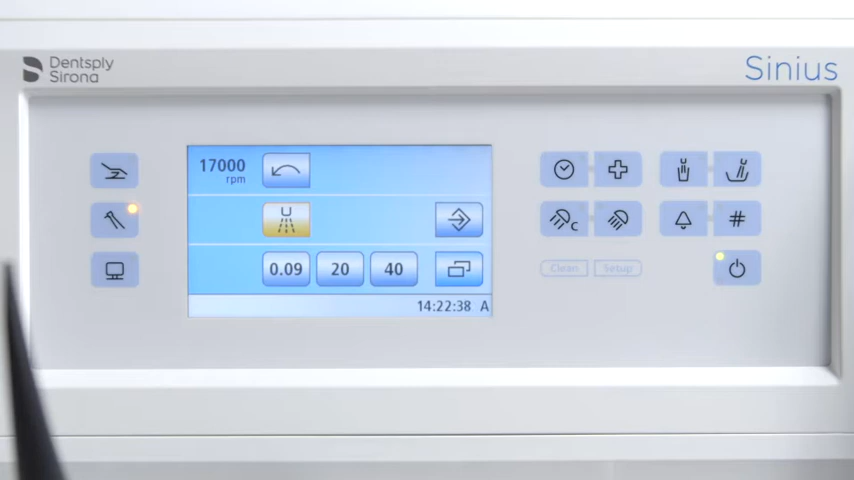 Dentsply
Sirona
Sinius
17000
rpm
0.09 20 40
14:22:38 A
C
#
Clean Setup